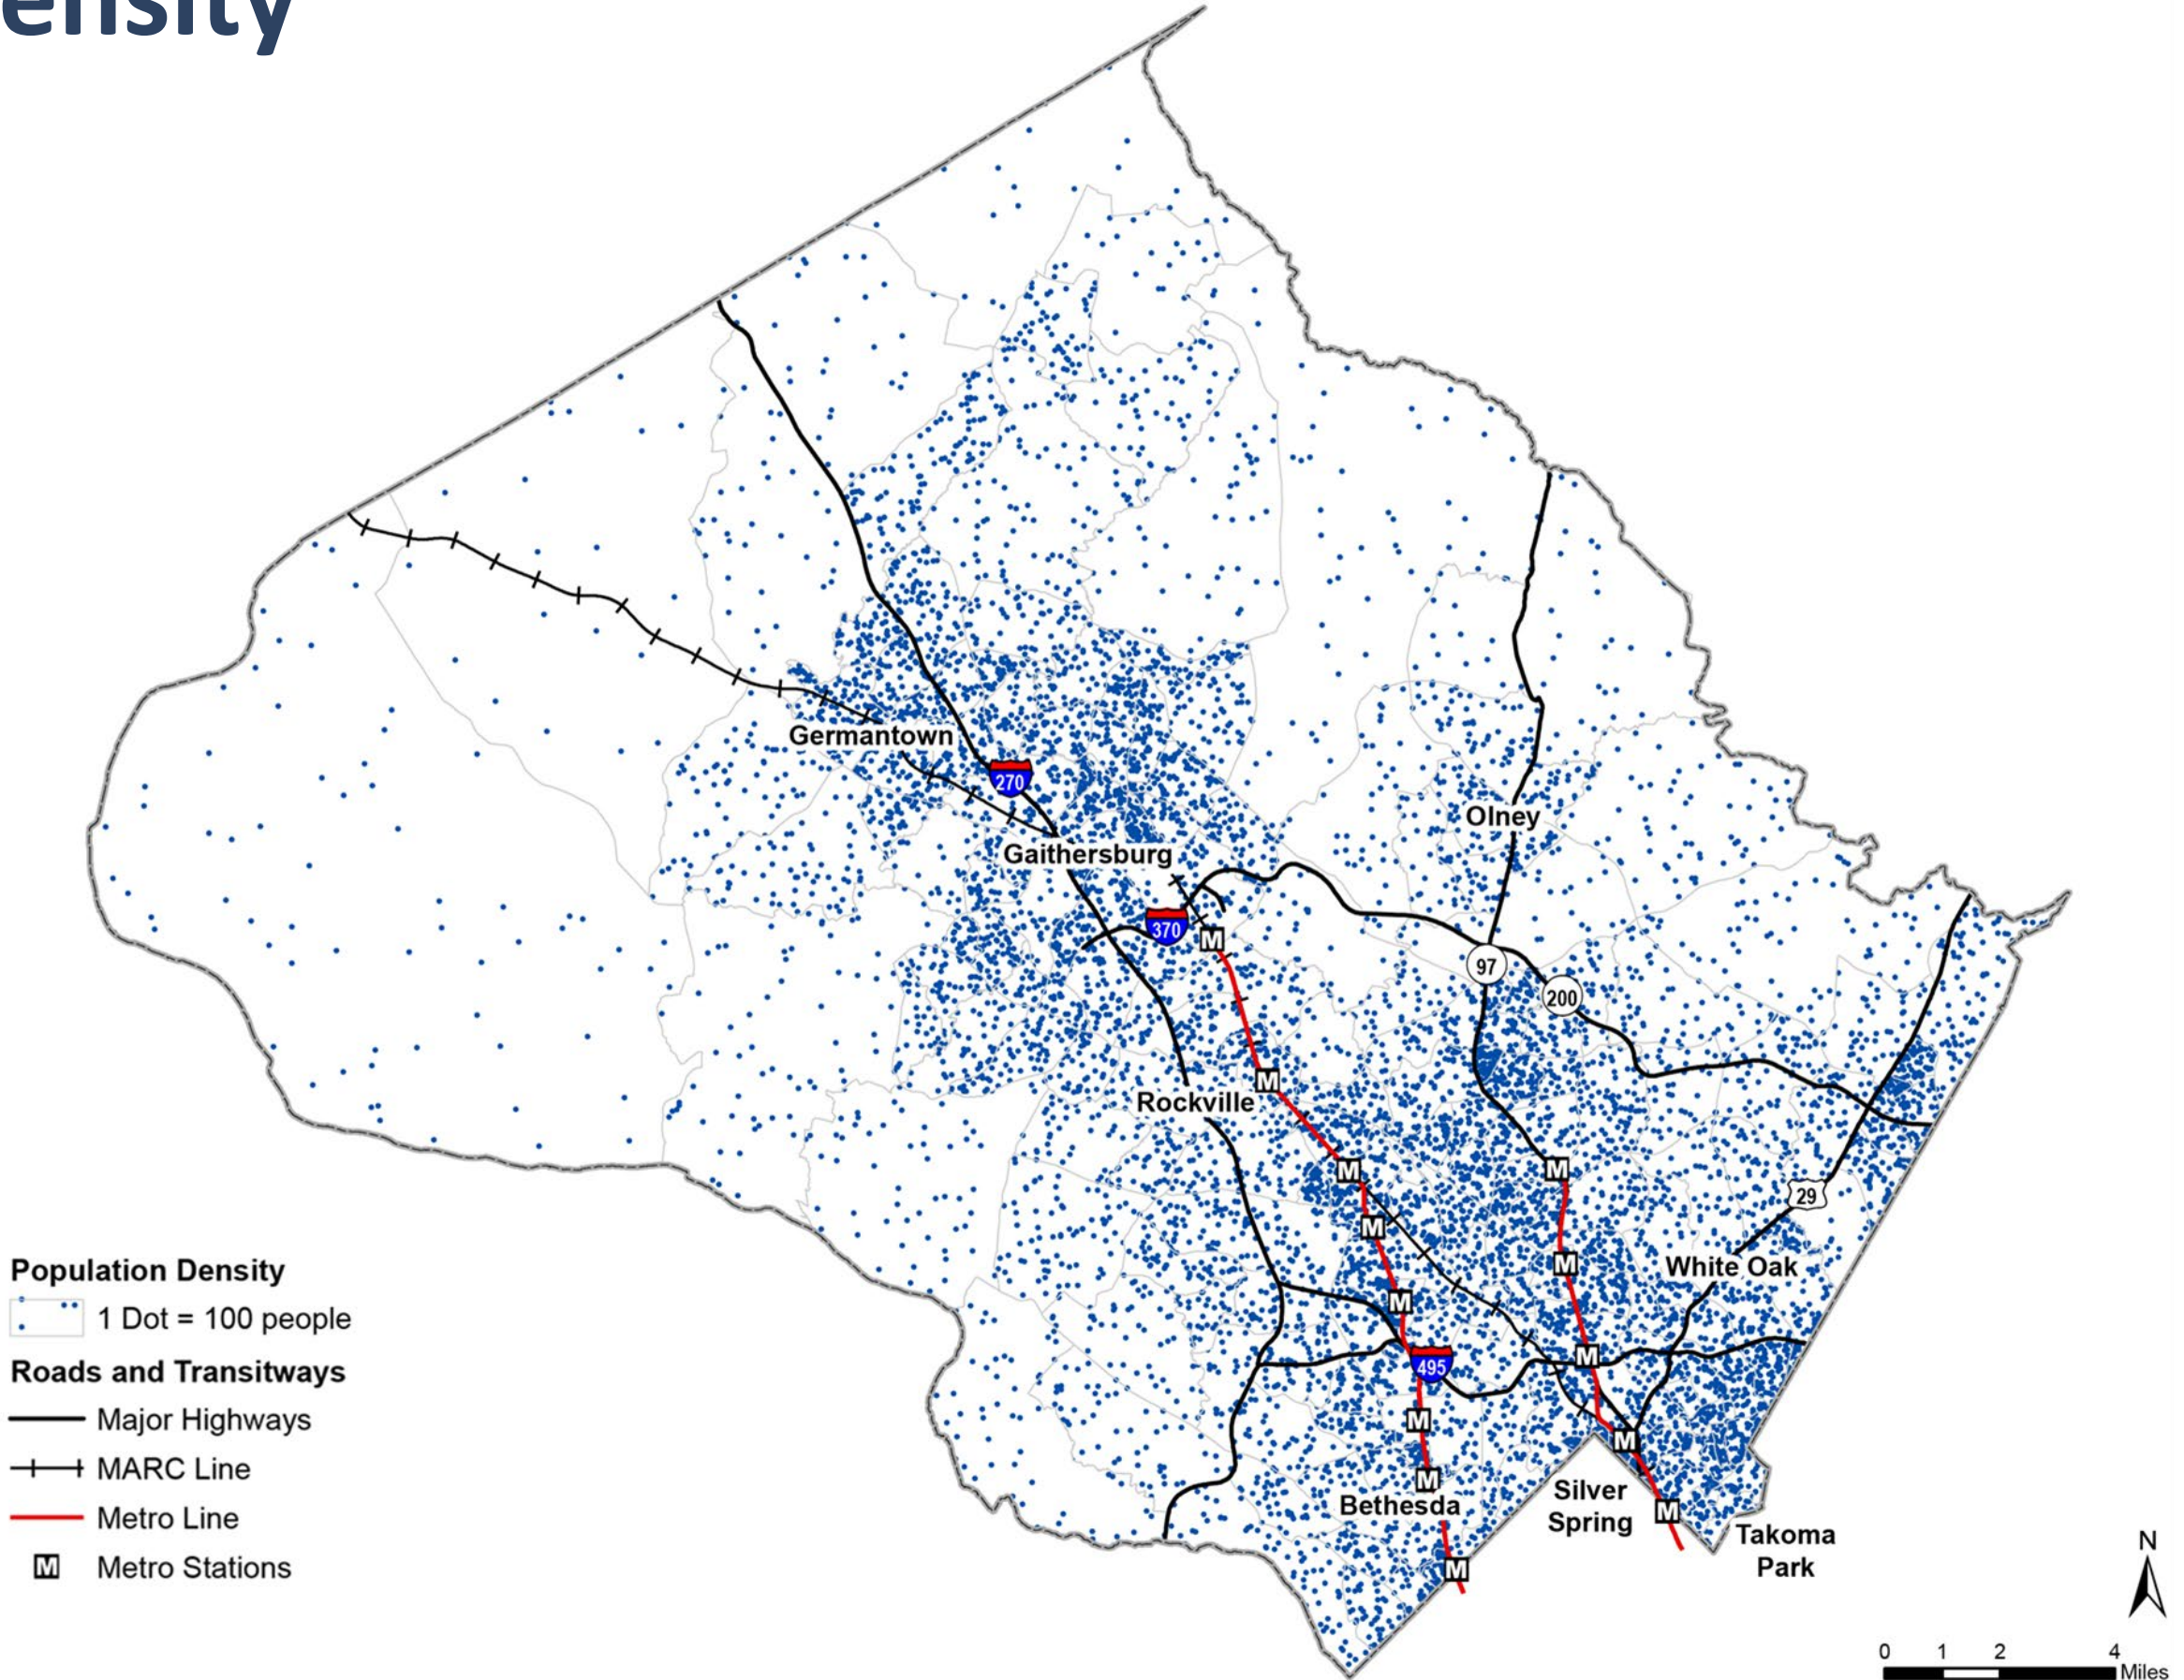 ensity
Germantown
270
Olney
Gaithersburg
370
M
97
200
M
Rockville
M
M
29
M
M
White Oak
M
M
495
M
M
M
Bethesda
Silver
Spring
M
Takoma
Park
M
Population Density
1 Dot = 100 people
Roads and Transitways
Major Highways
MARC Line
Metro Line
M Metro Stations
N
0 1 2 4
Miles